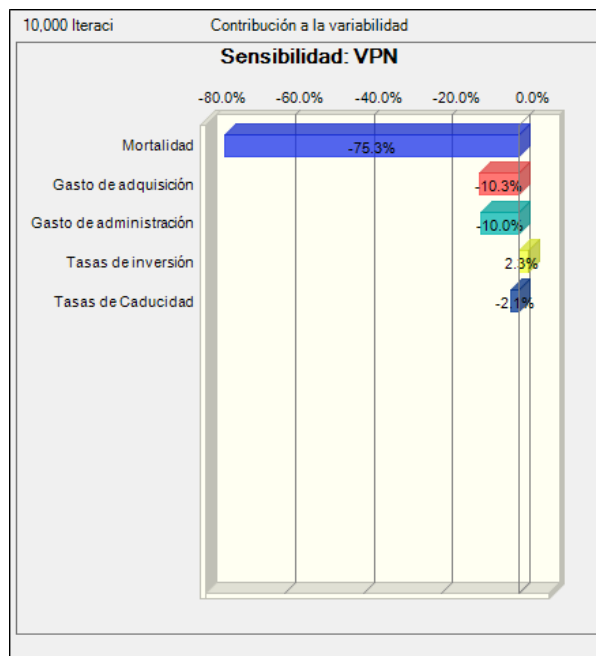 10,000 Iteraci Contribución a la variabilidad
Sensibilidad: VPN
-80.0% -60.0% -40.0% -20.0% 0.0%
Mortalidad -75.3%
Gasto de adquisición -10.3%
Gasto de administración -10.0%
Tasas de inversión 2.3%
Tasas de Caducidad -2.1%